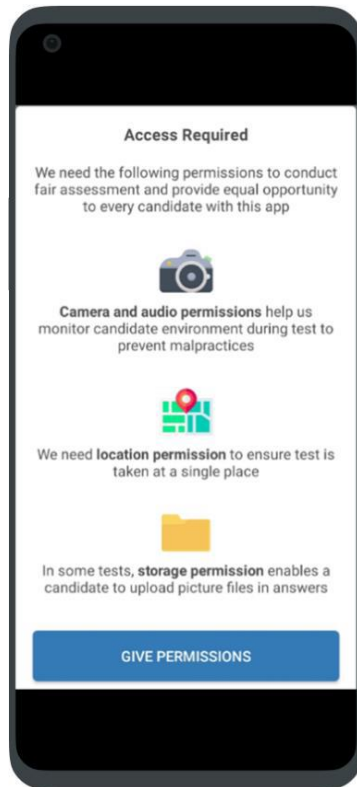 Access Required
We need the following permissions to conduct
fair assessment and provide equal opportunity
to every candidate with this app
Camera and audio permissions help us
monitor candidate environment during test to
prevent malpractices
We need location permission to ensure test is
taken at a single place
In some tests, storage permission enables a
candidate to upload picture files in answers
GIVE PERMISSIONS